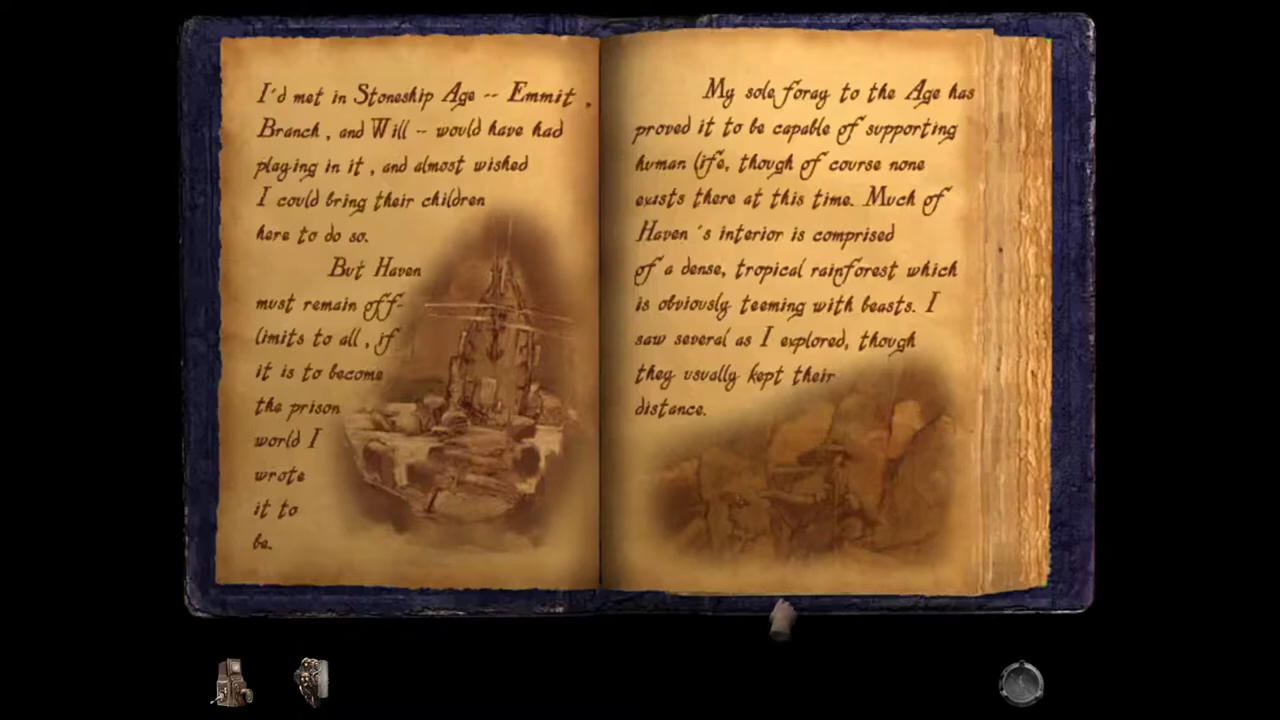 I'd met in Stoneship Age -- Emmit,
Branch, and Will -- would have had
playing in it, and almost wished
I could bring their children
here to do so.
But Haven
must remain off-
limits to all, if
it is to become
the prison
world I
wrote
it to
be.
My sole foray to the Age has
proved it to be capable of supporting
human life, though of course none
exists there at this time. Much of
Haven's interior is comprised
of a dense, tropical rainforest which
is obviously teeming with beasts. I
saw several as I explored, though
they usually kept their
distance.